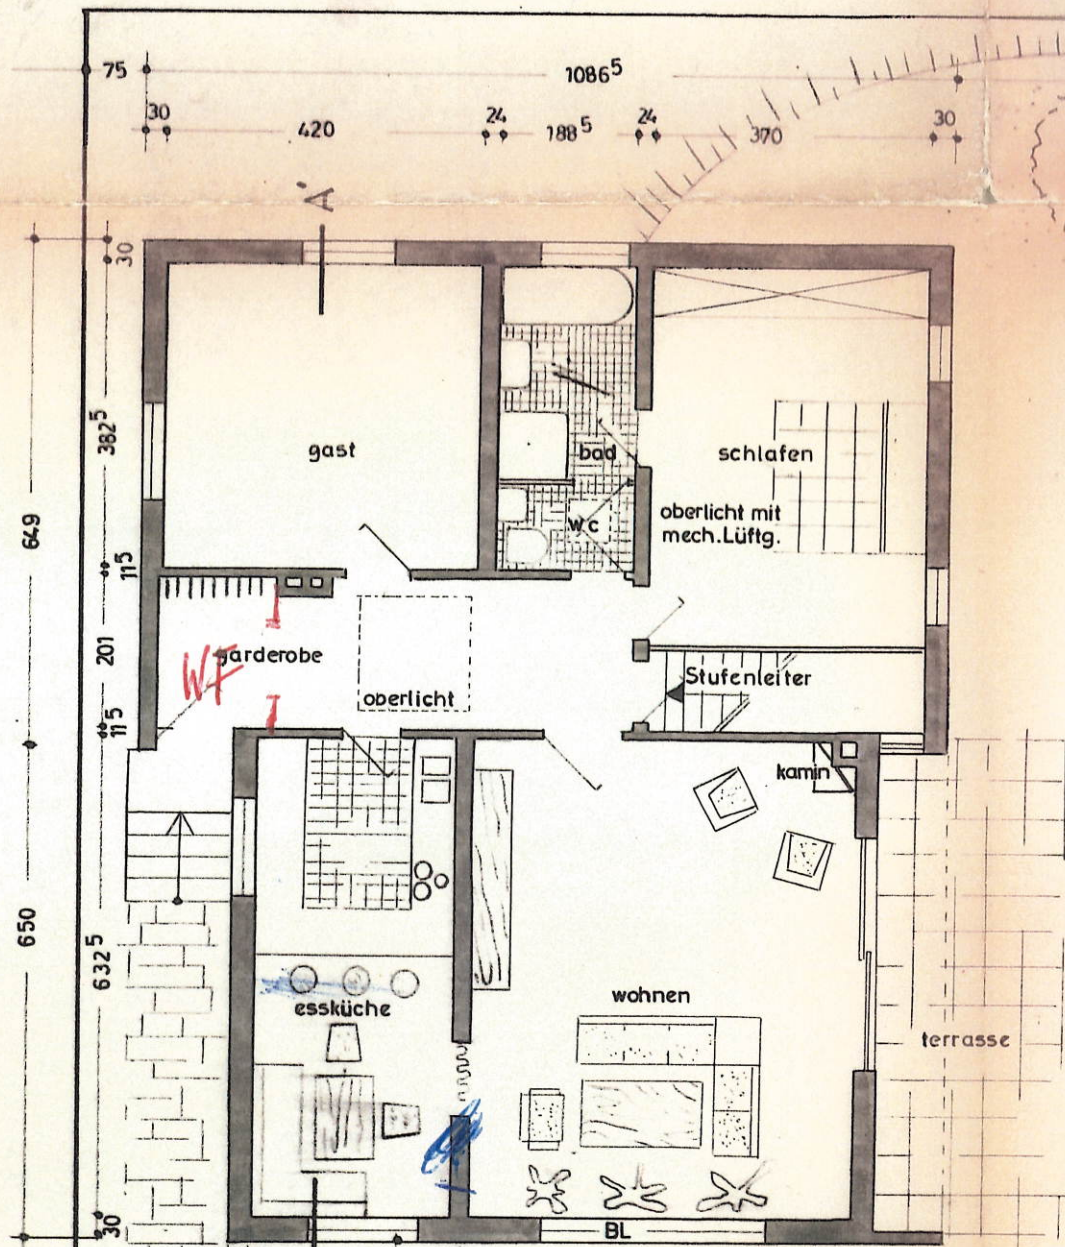 75
1086⁵
30
420
24
188⁵
24
370
30
A'
30
382⁵
649
11⁵
201
11⁵
650
632⁵
30
gast
bad
wc
schlafen
oberlicht mit
mech.Lüftg.
garderobe
WF
oberlicht
Stufenleiter
kamin
essküche
wohnen
terrasse
BL